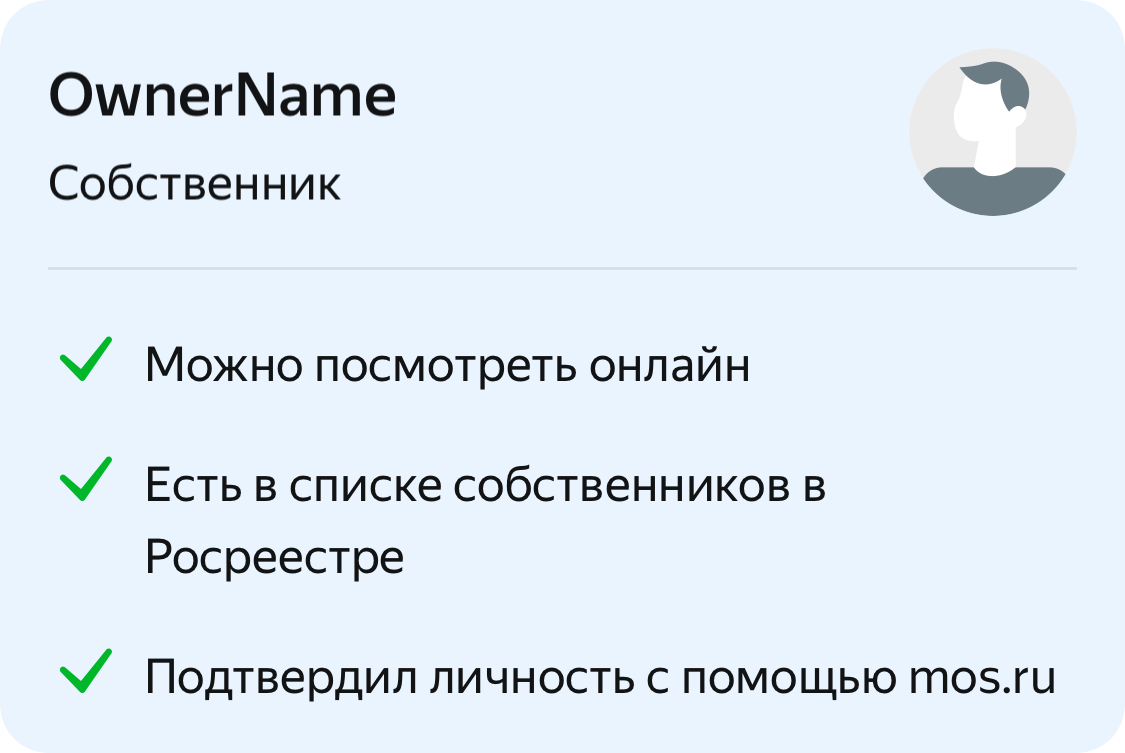 OwnerName
Собственник
Можно посмотреть онлайн
Есть в списке собственников в
Росреестре
Подтвердил личность с помощью mos.ru